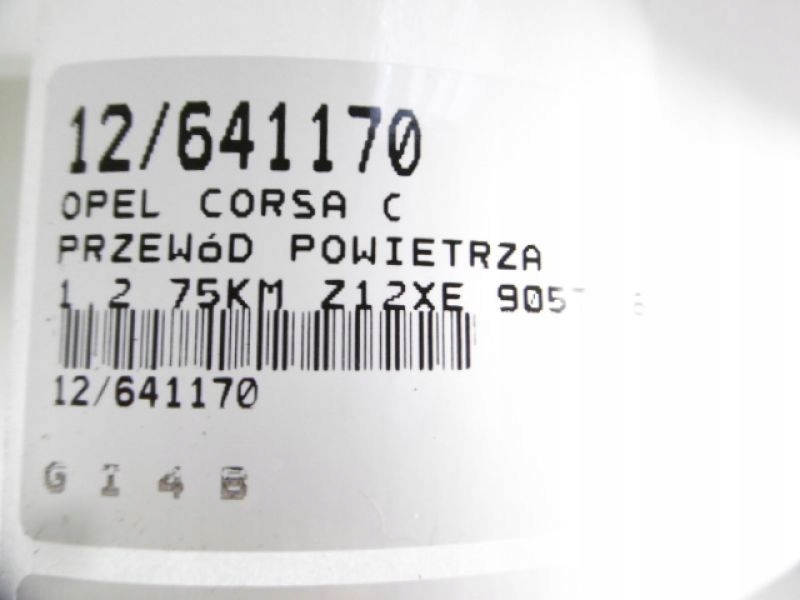 12/641170
OPEL CORSA C
PRZEWóD POWIETRZA
1.2 75KM Z12XE
12/641170
G I 4 B